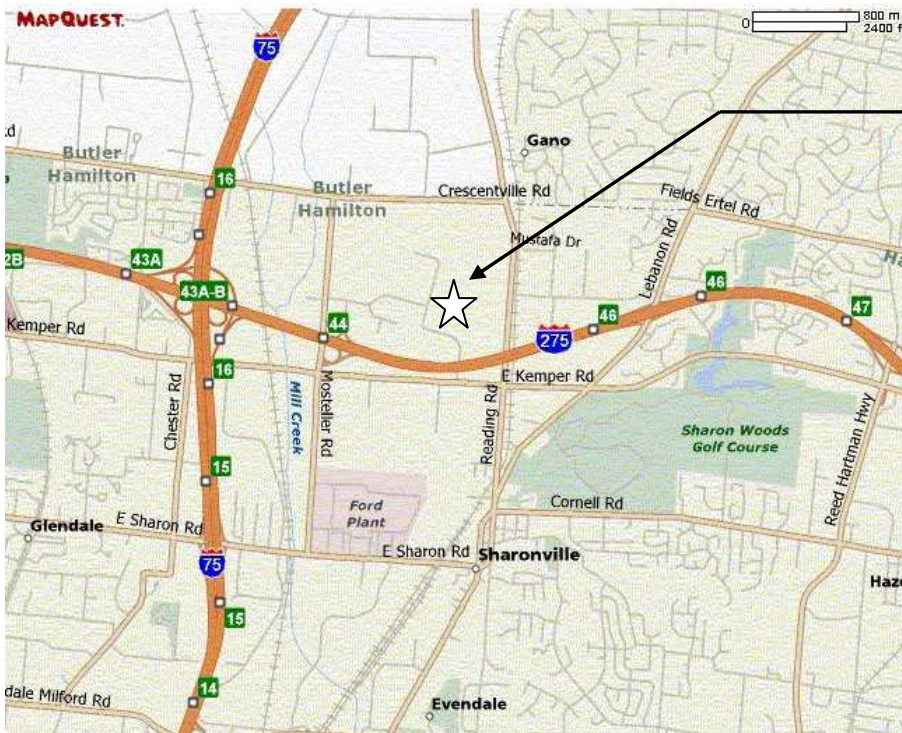 MAPQUEST.
0
800 m
2400 ft
75
Gano
Butler
Hamilton
16
Butler
Hamilton
Crescentville Rd
Fields Ertel Rd
Mustafa Dr
Lebanon Rd
2B
43A
43A-B
46
46
47
44
275
Kemper Rd
E Kemper Rd
16
Chester Rd
Mill Creek
Mosteller Rd
Reading Rd
Reed Hartman Hwy
Sharon Woods
Golf Course
15
Ford
Plant
Cornell Rd
Glendale
E Sharon Rd
E Sharon Rd
Sharonville
75
15
14
dale Milford Rd
Evendale